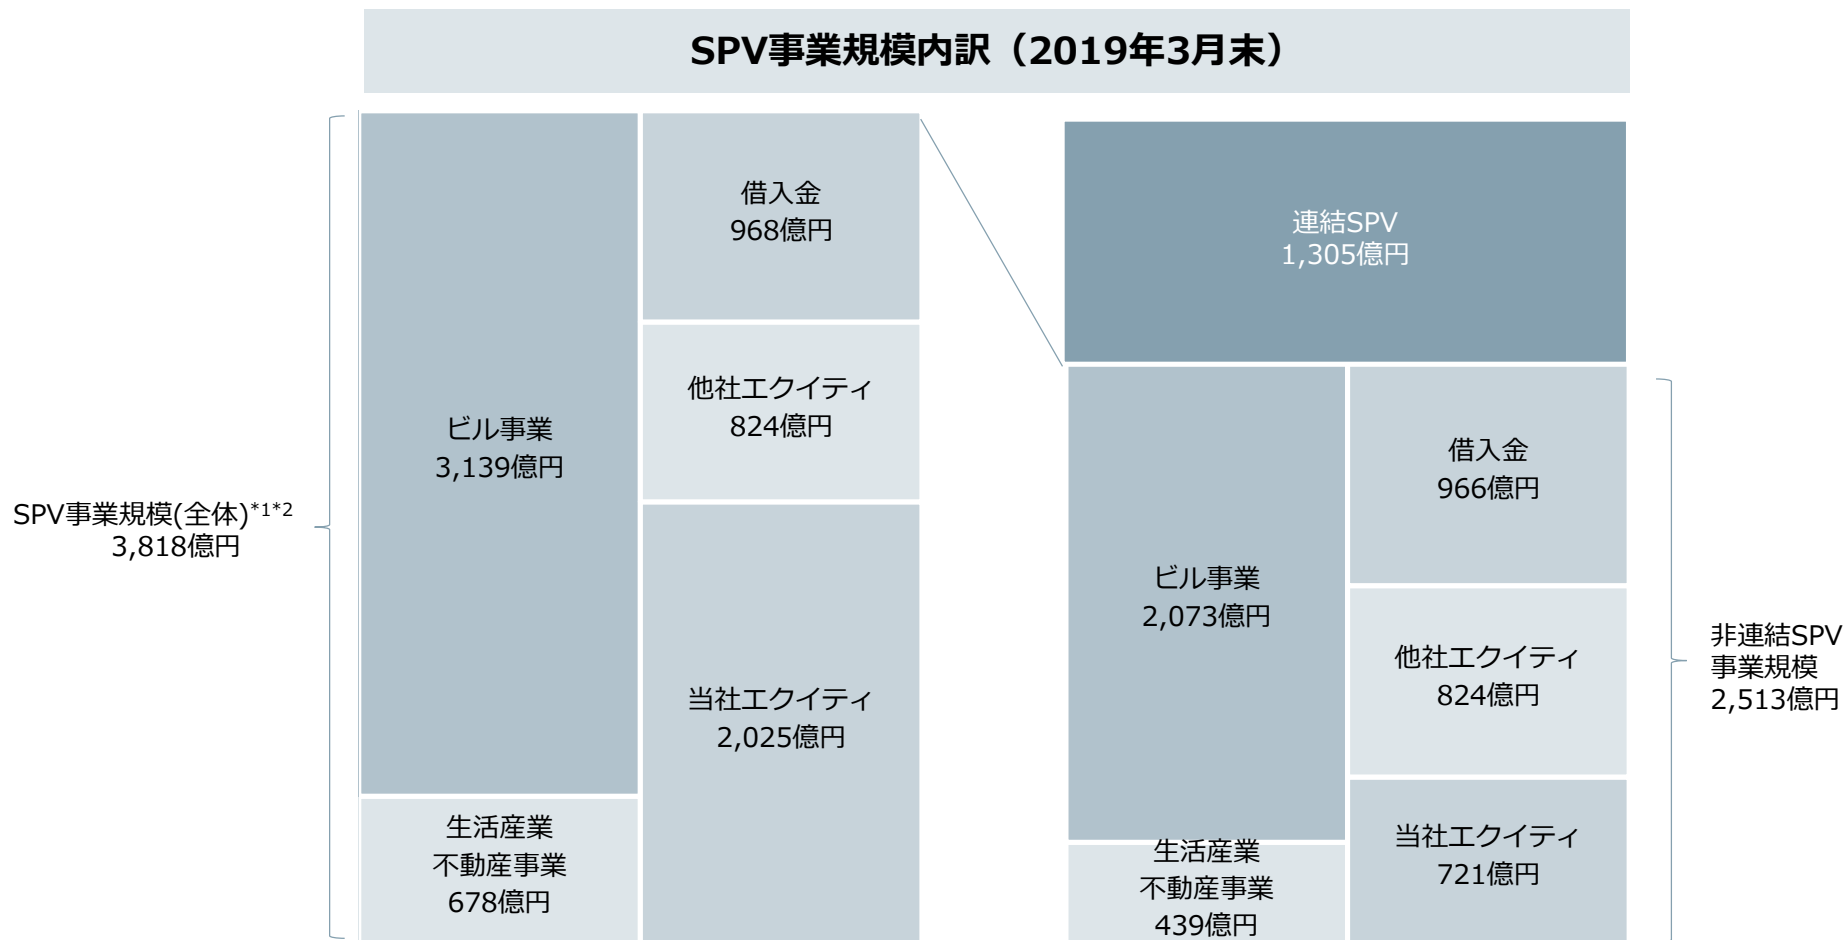 SPV事業規模内訳（2019年3月末）
SPV事業規模(全体)*1*2
3,818億円
ビル事業
3,139億円
生活産業
不動産事業
678億円
借入金
968億円
他社エクイティ
824億円
当社エクイティ
2,025億円
連結SPV
1,305億円
ビル事業
2,073億円
生活産業
不動産事業
439億円
借入金
966億円
他社エクイティ
824億円
当社エクイティ
721億円
非連結SPV
事業規模
2,513億円